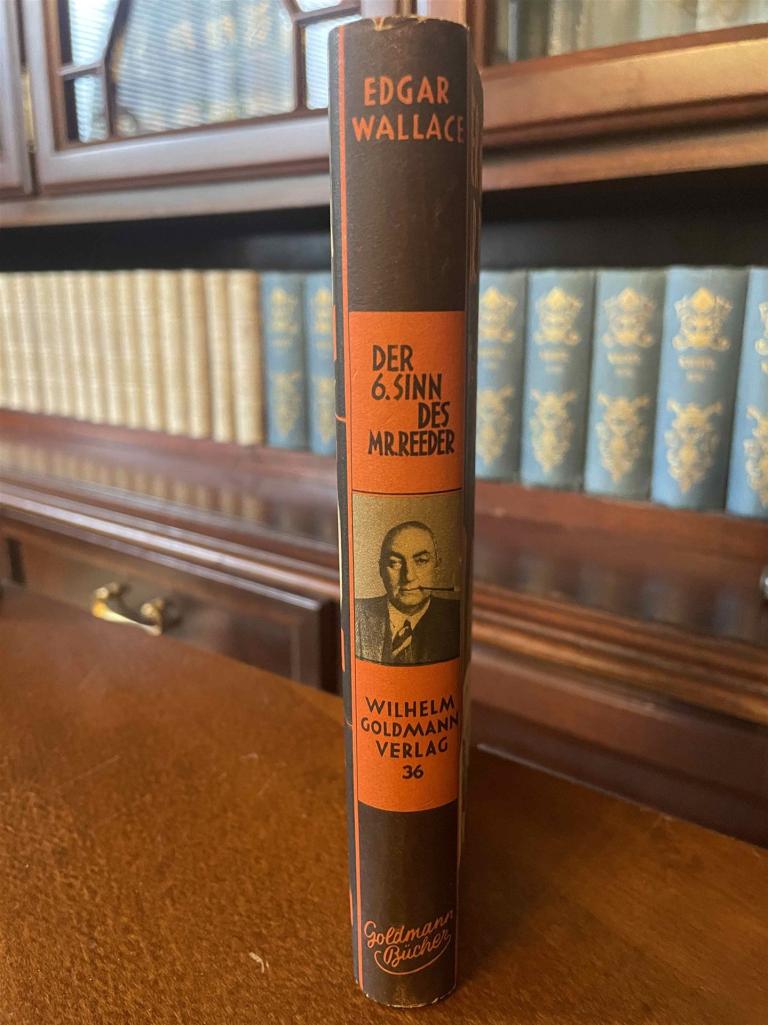 EDGAR
WALLACE
DER
6. SINN
DES
MR. REEDER
WILHELM
GOLDMANN
VERLAG
36
Goldmann
Bücher